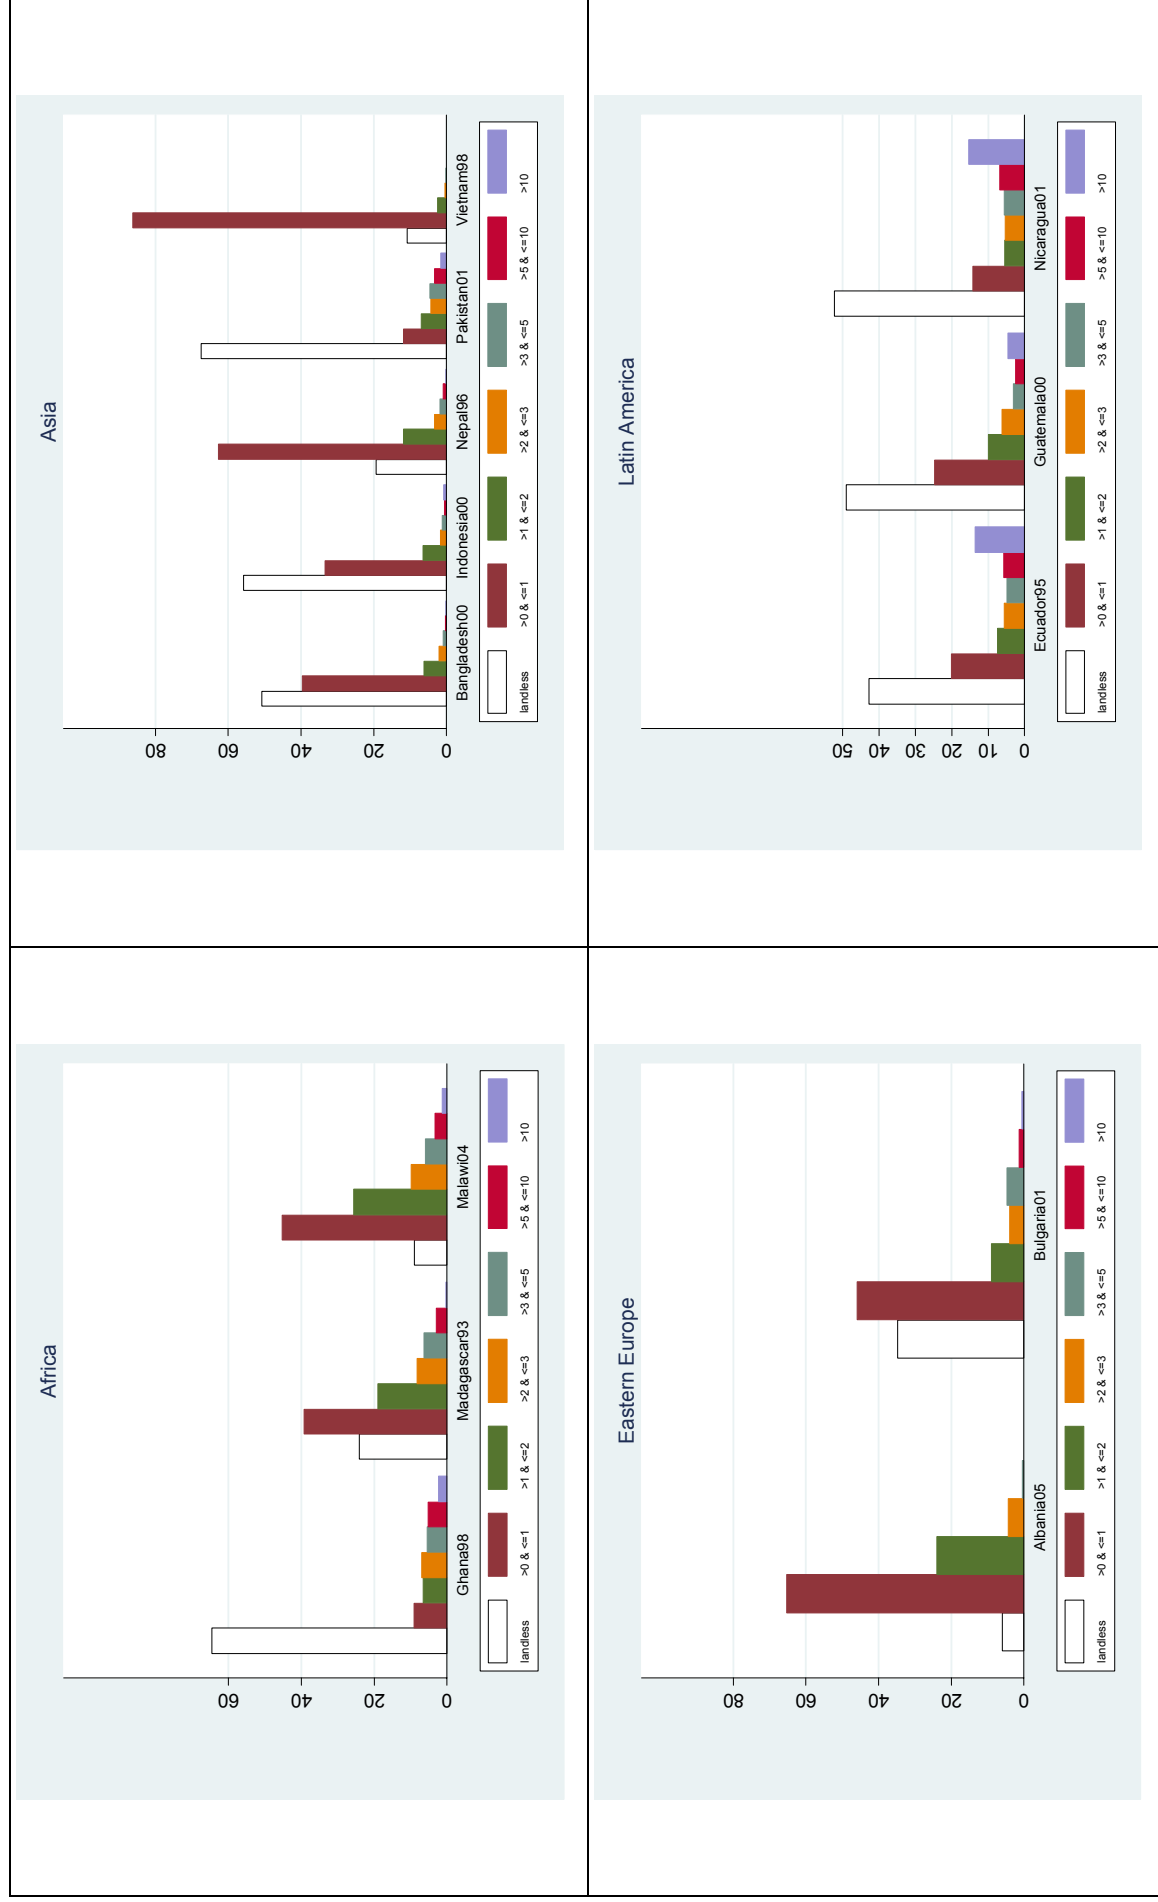 Africa
60
40
20
0
Ghana98
Madagascar93
Malawi04
landless
>0 & <=1
>1 & <=2
>2 & <=3
>3 & <=5
>5 & <=10
>10
Asia
80
60
40
20
0
Bangladesh00
Indonesia00
Nepal96
Pakistan01
Vietnam98
landless
>0 & <=1
>1 & <=2
>2 & <=3
>3 & <=5
>5 & <=10
>10
Eastern Europe
80
60
40
20
0
Albania05
Bulgaria01
landless
>0 & <=1
>1 & <=2
>2 & <=3
>3 & <=5
>5 & <=10
>10
Latin America
50
40
30
20
10
0
Ecuador95
Guatemala00
Nicaragua01
landless
>0 & <=1
>1 & <=2
>2 & <=3
>3 & <=5
>5 & <=10
>10